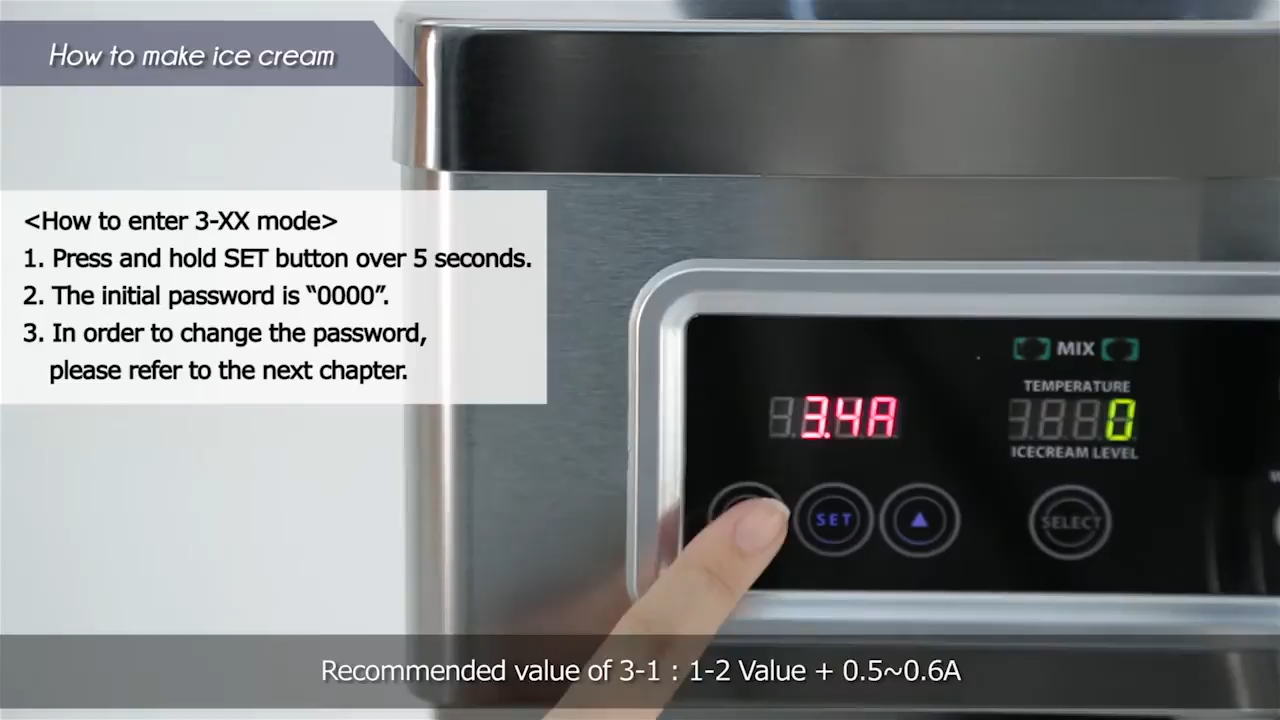 How to make ice cream
<How to enter 3-XX mode>
1. Press and hold SET button over 5 seconds.
2. The initial password is “0000”.
3. In order to change the password,
please refer to the next chapter.
MIX
TEMPERATURE
3.4A
0
ICECREAM LEVEL
SET
SELECT
Recommended value of 3-1 : 1-2 Value + 0.5~0.6A